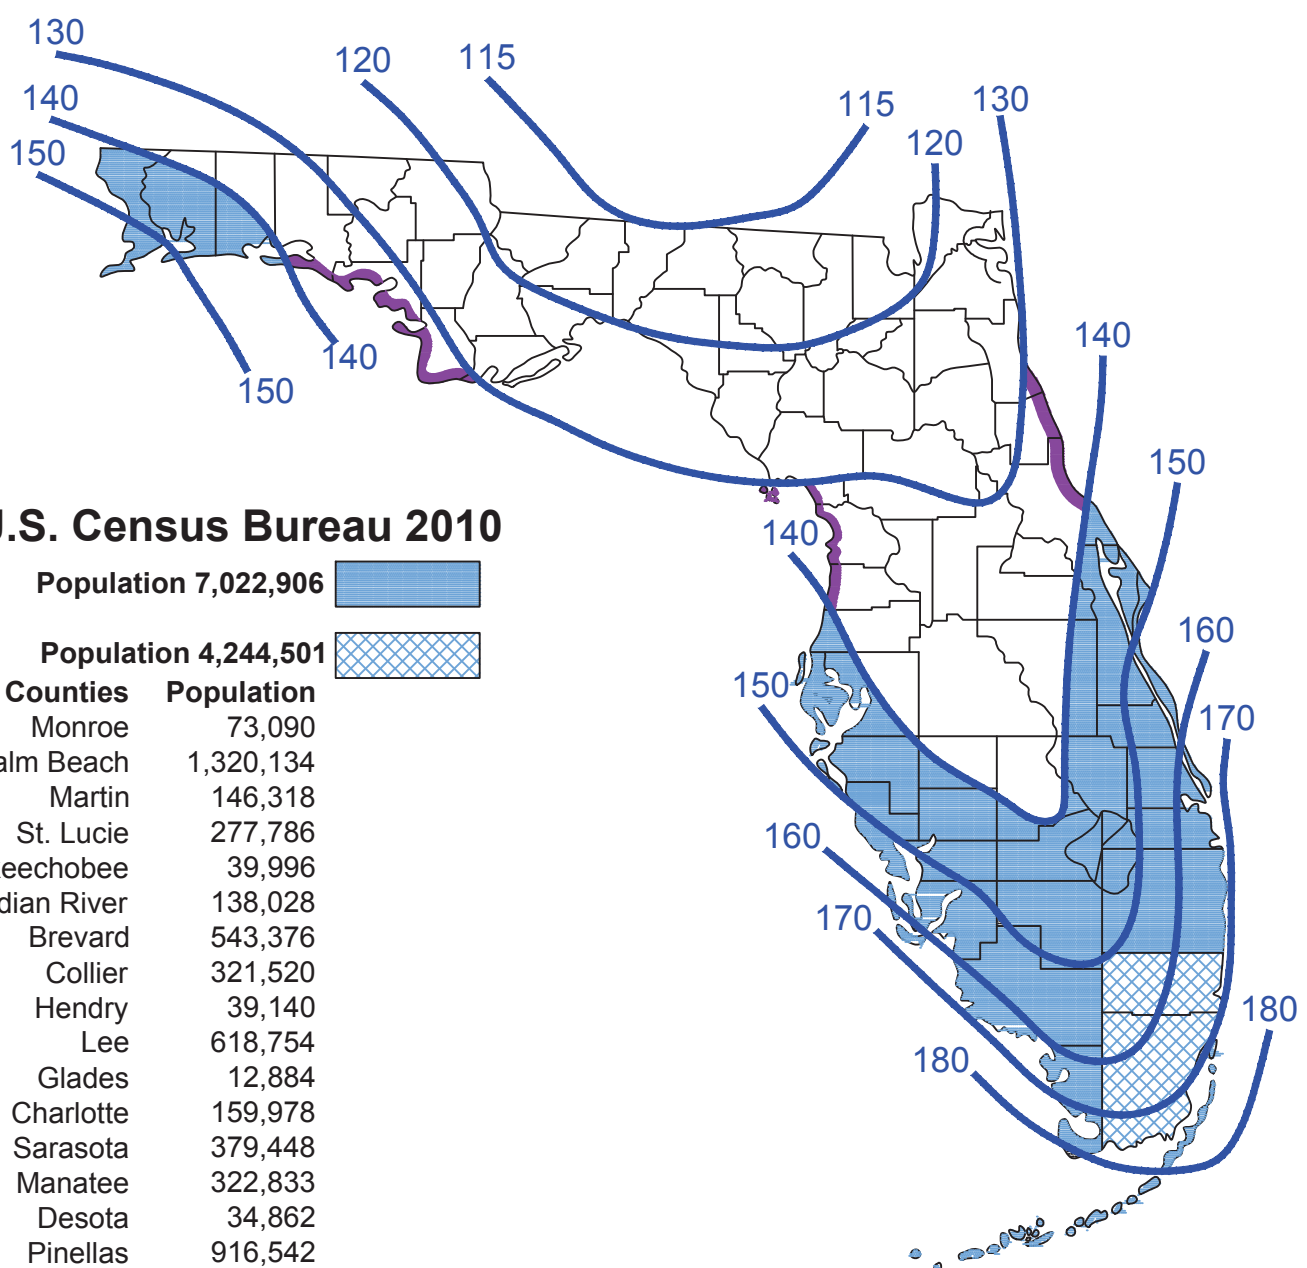 130
120
115
140
115
130
120
150
140
150
140
150
U.S. Census Bureau 2010
140
Population 7,022,906
160
Population 4,244,501
Counties Population
150
170
Monroe 73,090
Beach 1,320,134
Martin 146,318
St. Lucie 277,786
160
39,996
River 138,028
170
Brevard 543,376
Collier 321,520
Hendry 39,140
180
Lee 618,754
180
Glades 12,884
Charlotte 159,978
Sarasota 379,448
Manatee 322,833
Desota 34,862
Pinellas 916,542